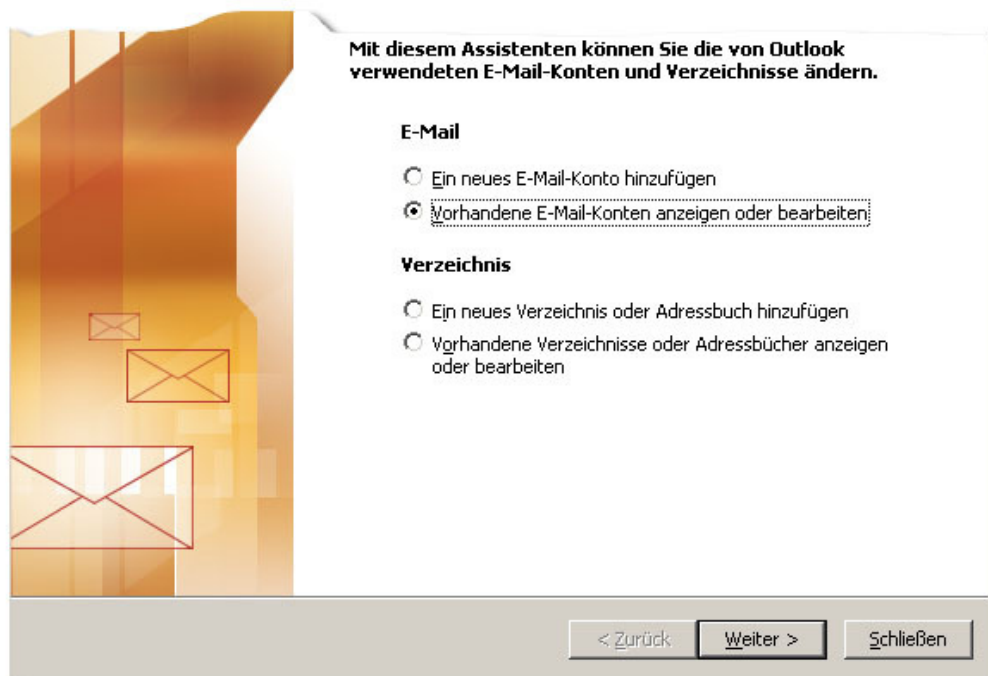 Mit diesem Assistenten können Sie die von Outlook
verwendeten E-Mail-Konten und Verzeichnisse ändern.
E-Mail
Ein neues E-Mail-Konto hinzufügen
Vorhandene E-Mail-Konten anzeigen oder bearbeiten
Verzeichnis
Ein neues Verzeichnis oder Adressbuch hinzufügen
Vorhandene Verzeichnisse oder Adressbücher anzeigen
oder bearbeiten
< Zurück
Weiter >
Schließen